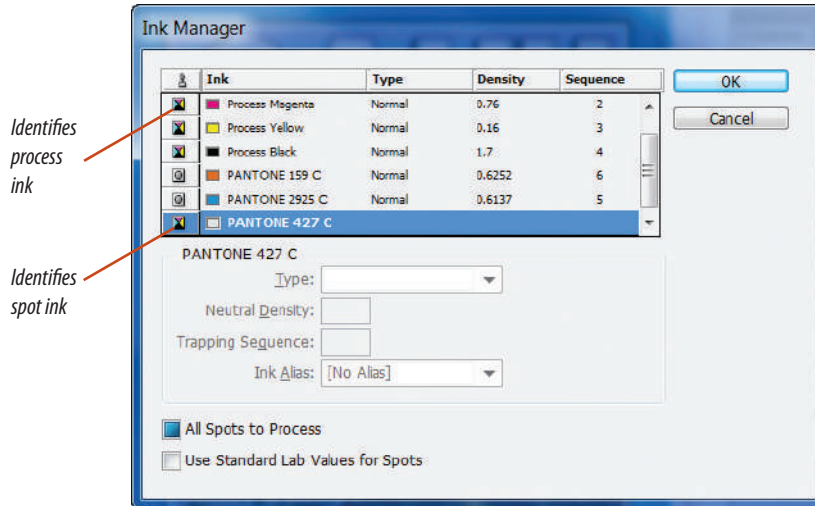 Ink Manager
Ink Type Density Sequence
Process Magenta Normal 0.76 2
Process Yellow Normal 0.16 3
Process Black Normal 1.7 4
PANTONE 159 C Normal 0.6252 6
PANTONE 2925 C Normal 0.6137 5
PANTONE 427 C
OK
Cancel
Identifies
process
ink
Identifies
spot ink
PANTONE 427 C
Type:
Neutral Density:
Trapping Sequence:
Ink Alias: [No Alias]
All Spots to Process
Use Standard Lab Values for Spots